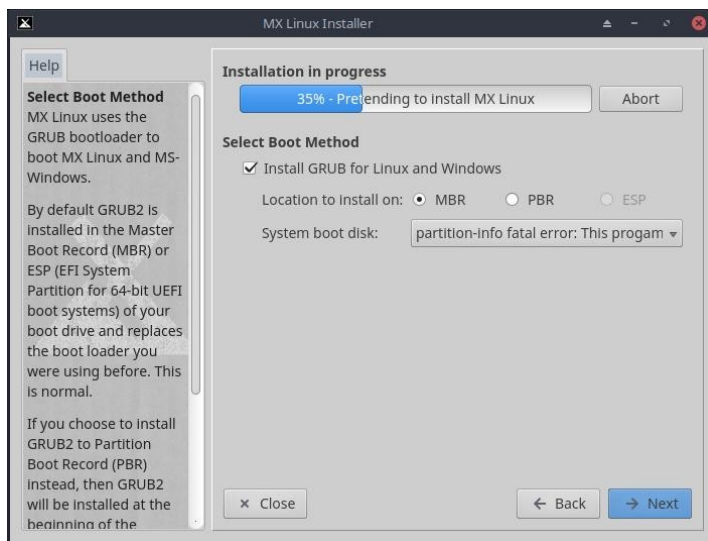 MX Linux Installer
Help
Select Boot Method
MX Linux uses the
GRUB bootloader to
boot MX Linux and MS-
Windows.
By default GRUB2 is
installed in the Master
Boot Record (MBR) or
ESP (EFI System
Partition for 64-bit UEFI
boot systems) of your
boot drive and replaces
the boot loader you
were using before. This
is normal.
If you choose to install
GRUB2 to Partition
Boot Record (PBR)
instead, then GRUB2
will be installed at the
beginning of the
Installation in progress
35% - Pretending to install MX Linux
Abort
Select Boot Method
Install GRUB for Linux and Windows
Location to install on: MBR PBR ESP
System boot disk: partition-info fatal error: This progam
Close Back Next